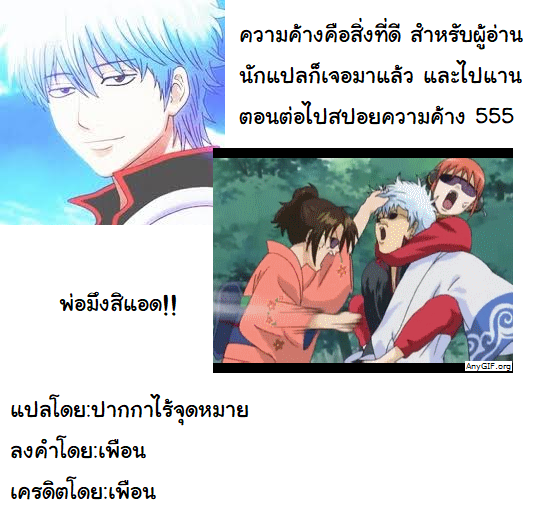 ความค้างคือสิ่งที่ดี สำหรับผู้อ่าน
นักแปลก็เจอมาแล้ว และไปแาน
ตอนต่อไปสปอยความค้าง 555
AnyGIF.org
พ่อมึงสิแอด!!
แปลโดย:ปากกาไร้จุดหมาย
ลงคำโดย:เพือน
เครดิตโดย:เพือน